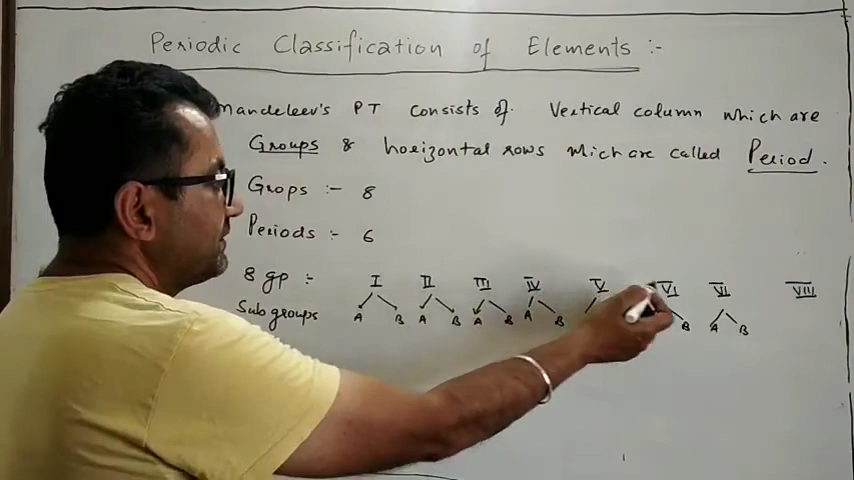 Periodic Classification of Elements :-
Mandeleev's PT consists of Vertical column which are
Groups & horizontal rows which are called Period.
Grops :- 8
Periods :- 6
8 gp :- I II III IV V VI VII VIII
Sub groups A B A B A B A B B A B